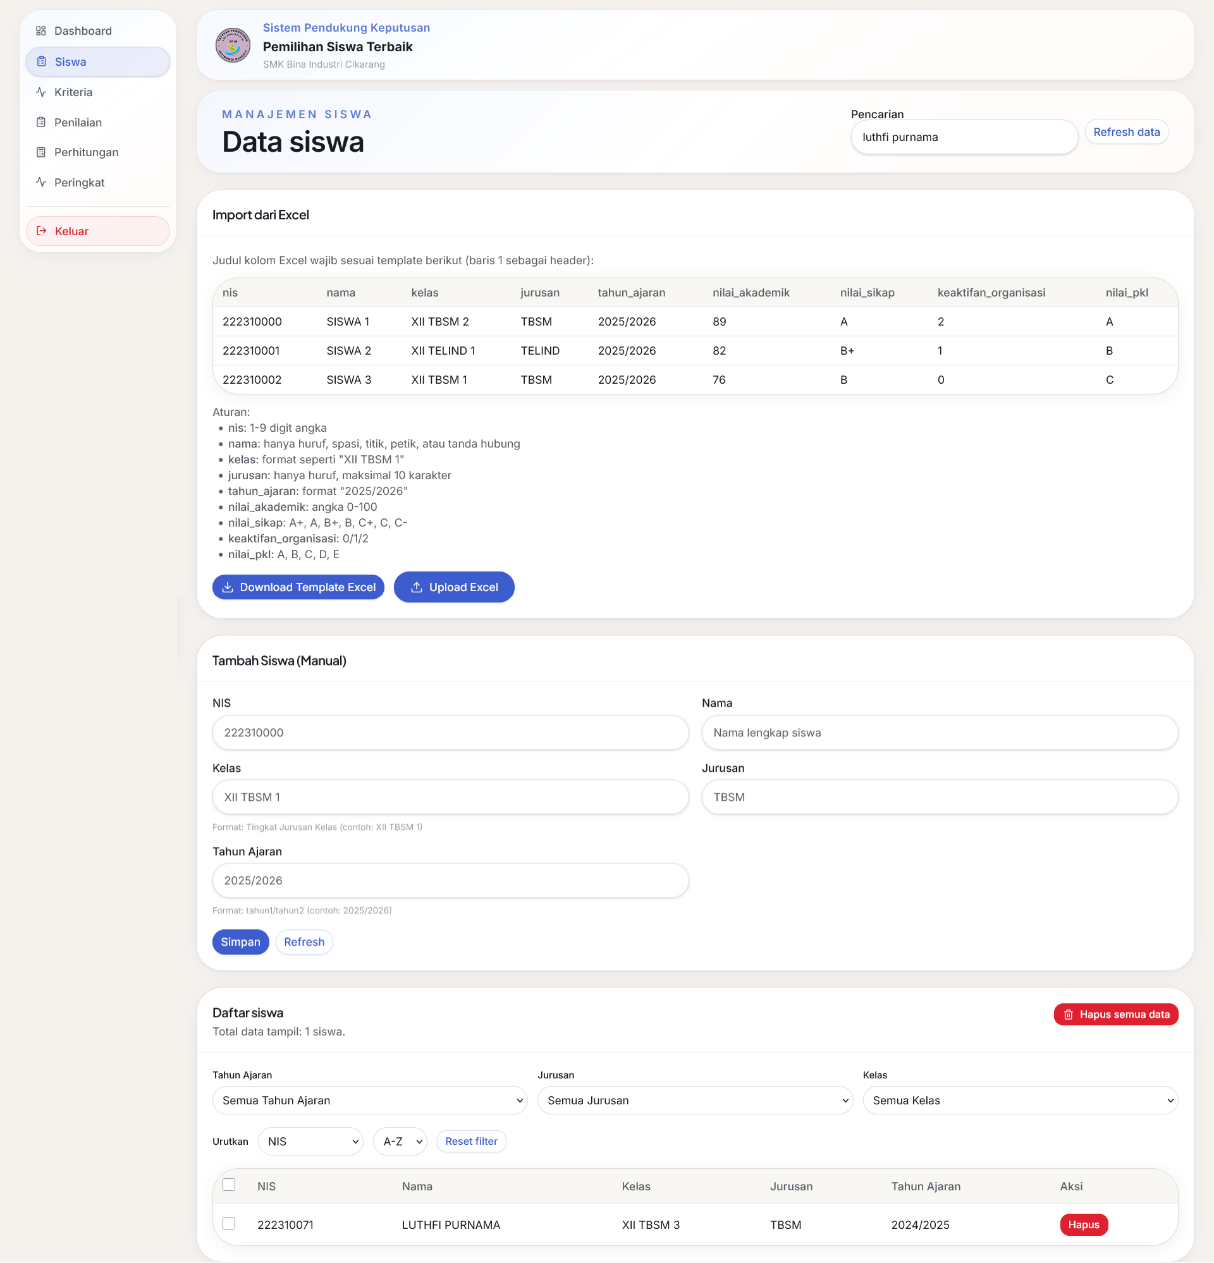 Dashboard
Siswa
Kriteria
Penilaian
Perhitungan
Peringkat
Keluar
Sistem Pendukung Keputusan
Pemilihan Siswa Terbaik
SMK Bina Industri Cikarang
MANAJEMEN SISWA
Data siswa
Pencarian
luthfi purnama
Refresh data
Import dari Excel
Judul kolom Excel wajib sesuai template berikut (baris 1 sebagai header):
nis nama kelas jurusan tahun_ajaran nilai_akademik nilai_sikap keaktifan_organisasi nilai_pkl
222310000 SISWA 1 XII TBSM 2 TBSM 2025/2026 89 A 2 A
222310001 SISWA 2 XII TELIND 1 TELIND 2025/2026 82 B+ 1 B
222310002 SISWA 3 XII TBSM 1 TBSM 2025/2026 76 B 0 C
Aturan:
• nis: 1-9 digit angka
• nama: hanya huruf, spasi, titik, petik, atau tanda hubung
• kelas: format seperti "XII TBSM 1"
• jurusan: hanya huruf, maksimal 10 karakter
• tahun_ajaran: format "2025/2026"
• nilai_akademik: angka 0-100
• nilai_sikap: A+, A, B+, B, C+, C, C-
• keaktifan_organisasi: 0/1/2
• nilai_pkl: A, B, C, D, E
Download Template Excel Upload Excel
Tambah Siswa (Manual)
NIS Nama
222310000 Nama lengkap siswa
Kelas Jurusan
XII TBSM 1 TBSM
Format: Tingkat Jurusan Kelas (contoh: XII TBSM 1)
Tahun Ajaran
2025/2026
Format: tahun1/tahun2 (contoh: 2025/2026)
Simpan Refresh
Daftar siswa
Total data tampil: 1 siswa.
Hapus semua data
Tahun Ajaran Jurusan Kelas
Semua Tahun Ajaran Semua Jurusan Semua Kelas
Urutkan NIS A-Z Reset filter
NIS Nama Kelas Jurusan Tahun Ajaran Aksi
222310071 LUTHFI PURNAMA XII TBSM 3 TBSM 2024/2025 Hapus